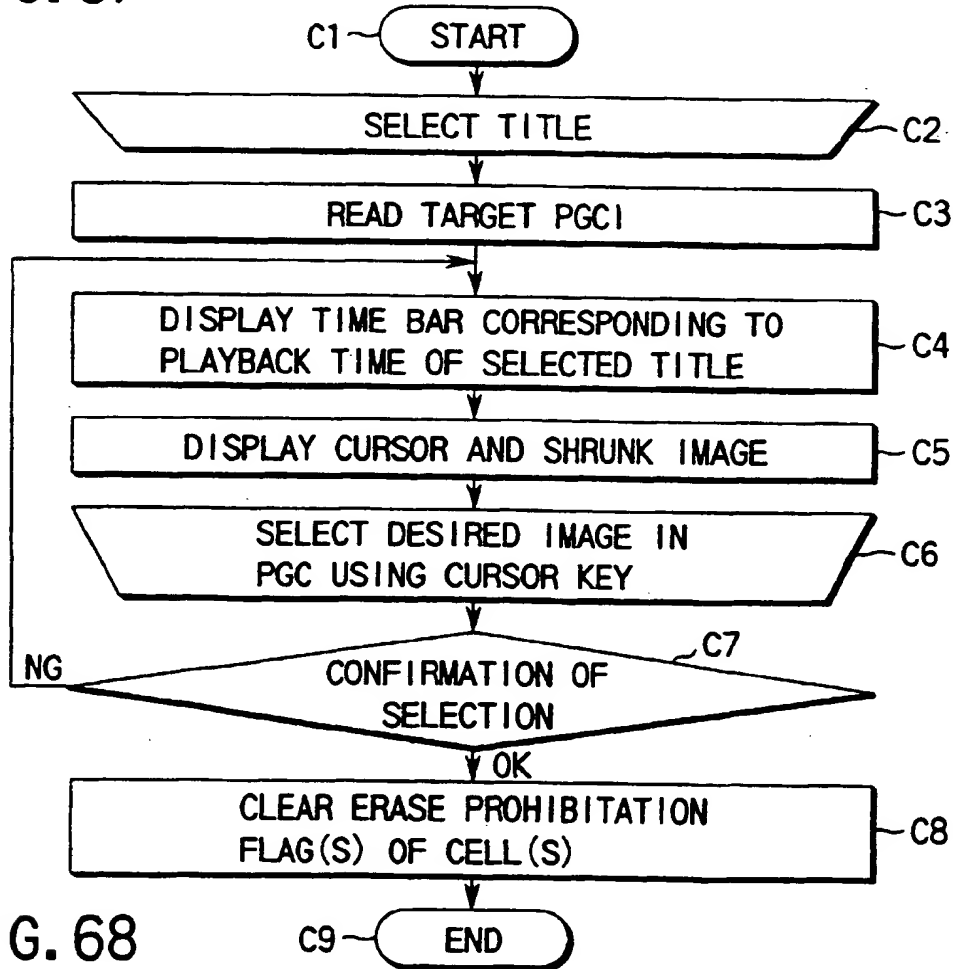 C1 START
SELECT TITLE C2
READ TARGET PGCI C3
DISPLAY TIME BAR CORRESPONDING TO
PLAYBACK TIME OF SELECTED TITLE C4
DISPLAY CURSOR AND SHRUNK IMAGE C5
SELECT DESIRED IMAGE IN
PGC USING CURSOR KEY C6
C7
NG
CONFIRMATION OF
SELECTION
OK
CLEAR ERASE PROHIBITATION
FLAG(S) OF CELL(S) C8
G. 68 C9 END